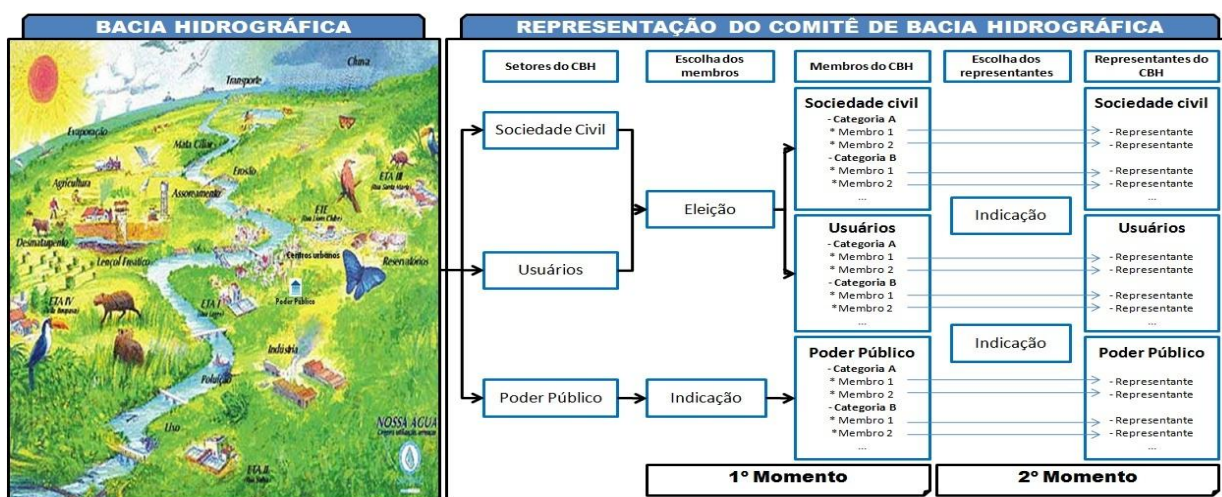 BACIA HIDROGRÁFICA
REPRESENTAÇÃO DO COMITÊ DE BACIA HIDROGRÁFICA
China
Transporte
Evaporação
Mata Ciliar
Erosão
Agricultura
Assoreamento
ETA III
ETE
Desmatamento
Lençol Freático
Centros urbanos
Reservatórios
ETA IV
ETA I
Poder Público
Indústria
Poluição
Uso
NOSSA AGUA
ETA II
Setores do CBH
Escolha dos
membros
Membros do CBH
Escolha dos
representantes
Representantes do
CBH
Sociedade Civil
Usuários
Poder Público
Eleição
Indicação
Sociedade civil
- Categoria A
* Membro 1
* Membro 2
- Categoria B
* Membro 1
*Membro 2
...
Usuários
- Categoria A
* Membro 1
* Membro 2
- Categoria B
* Membro 1
* Membro 2
...
Poder Público
- Categoria A
* Membro 1
* Membro 2
- Categoria B
* Membro 1
*Membro 2
...
Indicação
Indicação
Sociedade civil
- Representante
- Representante
- Representante
- Representante
...
Usuários
- Representante
- Representante
- Representante
- Representante
...
Poder Público
- Representante
- Representante
- Representante
- Representante
...
1º Momento
2º Momento